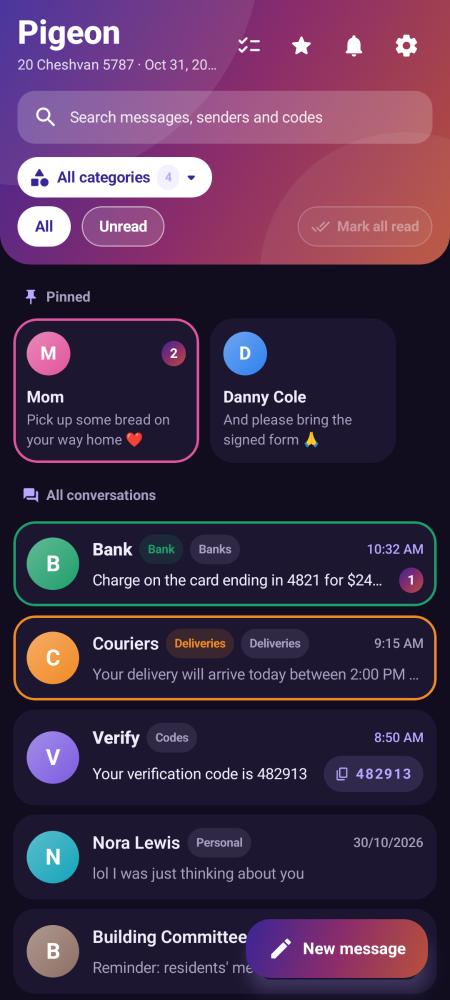 Pigeon
20 Cheshvan 5787 · Oct 31, 20…
Search messages, senders and codes
All categories 4
All Unread Mark all read
Pinned
M 2
Mom
Pick up some bread on
your way home ❤️
D
Danny Cole
And please bring the
signed form 🙏
All conversations
B Bank Bank Banks 10:32 AM
Charge on the card ending in 4821 for $24… 1
C Couriers Deliveries Deliveries 9:15 AM
Your delivery will arrive today between 2:00 PM …
V Verify Codes 8:50 AM
Your verification code is 482913 482913
N Nora Lewis Personal 30/10/2026
lol I was just thinking about you
B Building Committee
Reminder: residents' me
New message